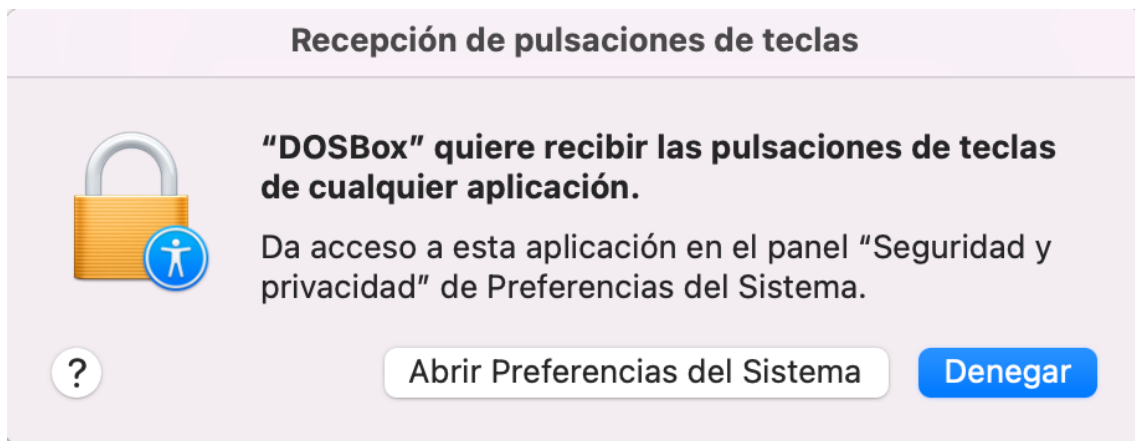 Recepción de pulsaciones de teclas
“DOSBox” quiere recibir las pulsaciones de teclas
de cualquier aplicación.
Da acceso a esta aplicación en el panel “Seguridad y
privacidad” de Preferencias del Sistema.
? Abrir Preferencias del Sistema Denegar